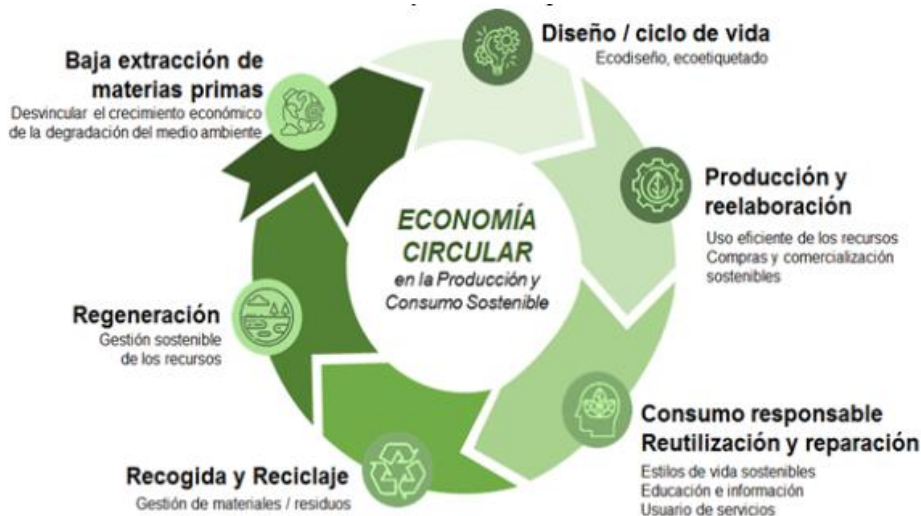 Diseño / ciclo de vida
Ecodiseño, ecoetiquetado
Baja extracción de
materias primas
Desvincular el crecimiento económico
de la degradación del medio ambiente
Producción y
reelaboración
Uso eficiente de los recursos
Compras y comercialización
sostenibles
ECONOMÍA
CIRCULAR
en la Producción y
Consumo Sostenible
Regeneración
Gestión sostenible
de los recursos
Consumo responsable
Reutilización y reparación
Estilos de vida sostenibles
Educación e información
Usuario de servicios
Recogida y Reciclaje
Gestión de materiales / residuos